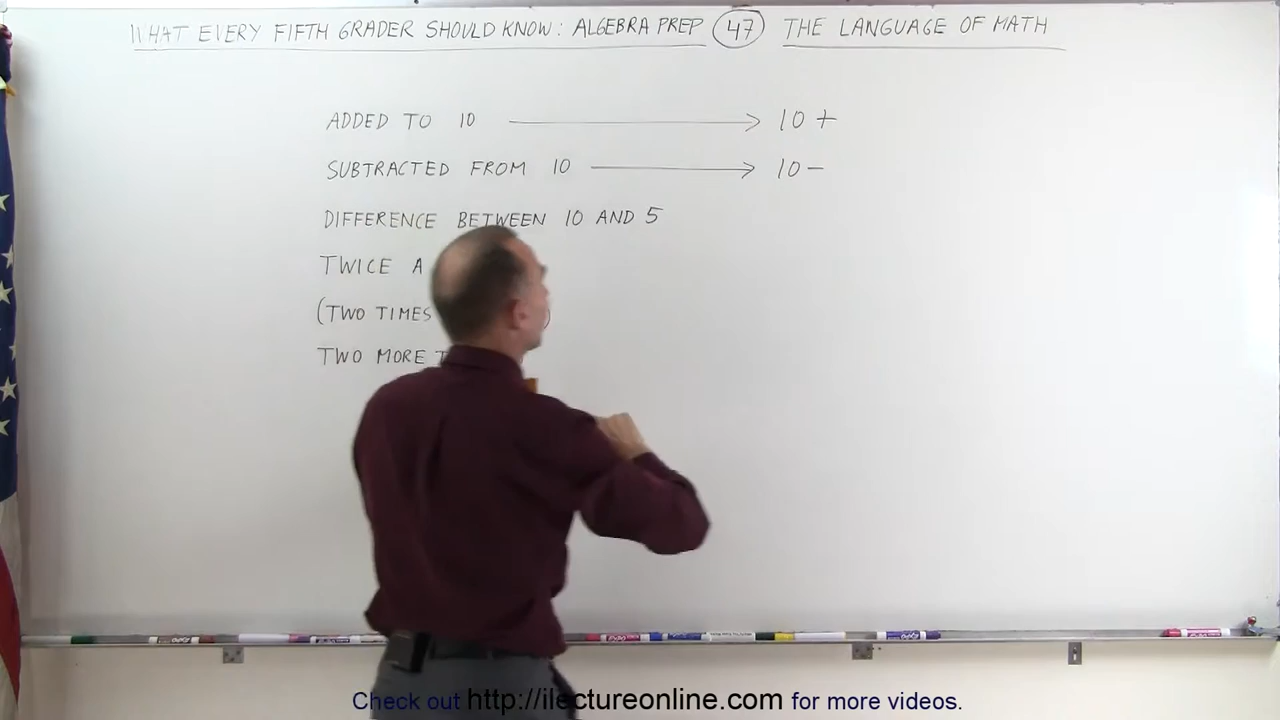 WHAT EVERY FIFTH GRADER SHOULD KNOW: ALGEBRA PREP 47 THE LANGUAGE OF MATH
ADDED TO 10 → 10 +
SUBTRACTED FROM 10 → 10 −
DIFFERENCE BETWEEN 10 AND 5
TWICE A
(TWO TIMES )
TWO MORE
Check out http://ilectureonline.com for more videos.